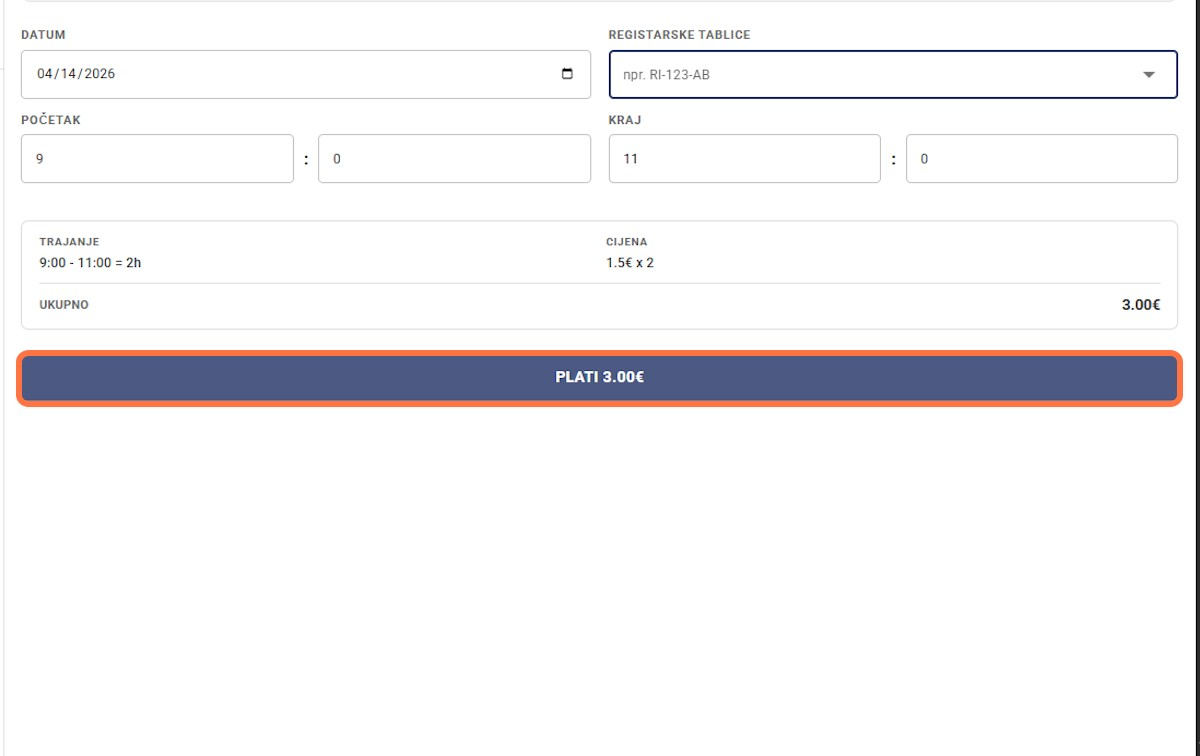 DATUM
REGISTARSKE TABLICE
04/14/2026
npr. RI-123-AB
POČETAK
KRAJ
9 : 0
11 : 0
TRAJANJE
CIJENA
9:00 - 11:00 = 2h
1.5€ x 2
UKUPNO
3.00€
PLATI 3.00€